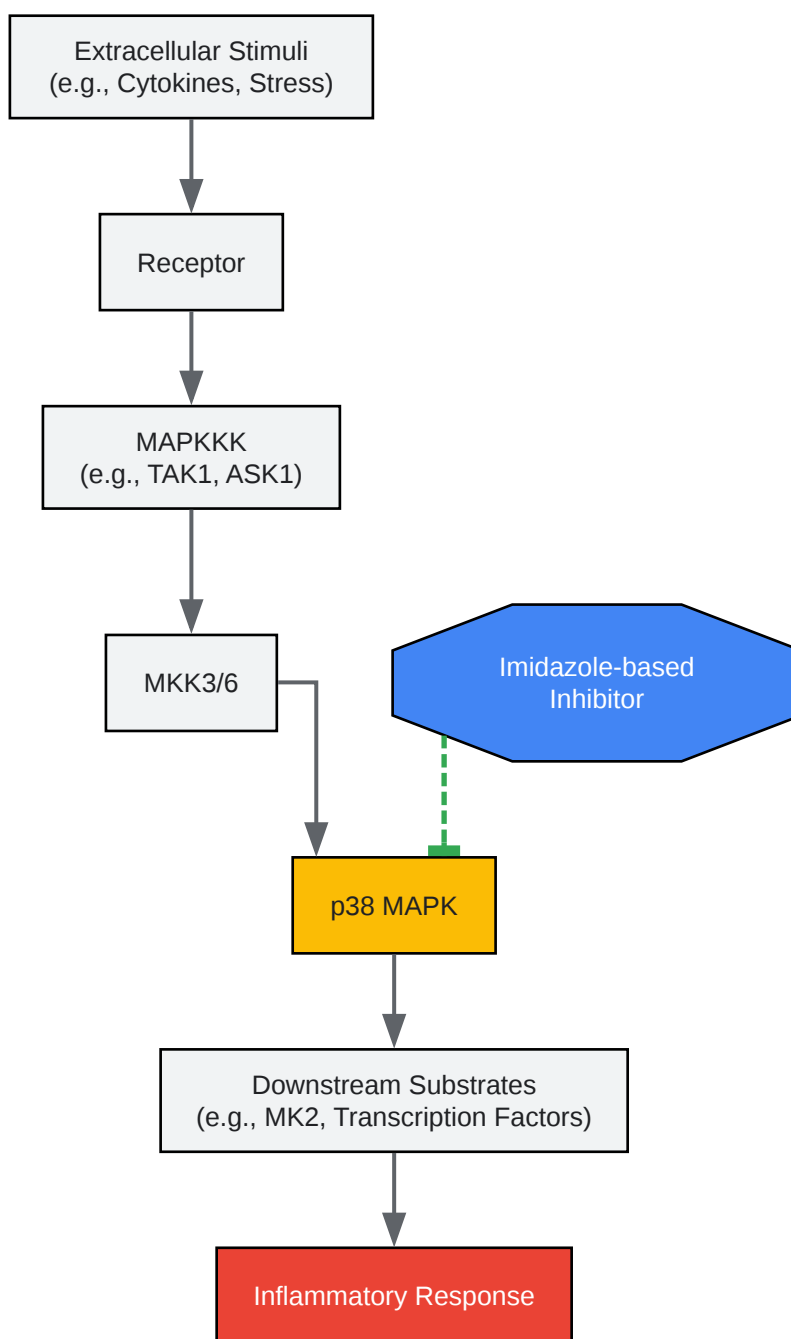 Extracellular Stimuli
(e.g., Cytokines, Stress)
Receptor
MAPKKK
(e.g., TAK1, ASK1)
MKK3/6
Imidazole-based
Inhibitor
p38 MAPK
Downstream Substrates
(e.g., MK2, Transcription Factors)
Inflammatory Response